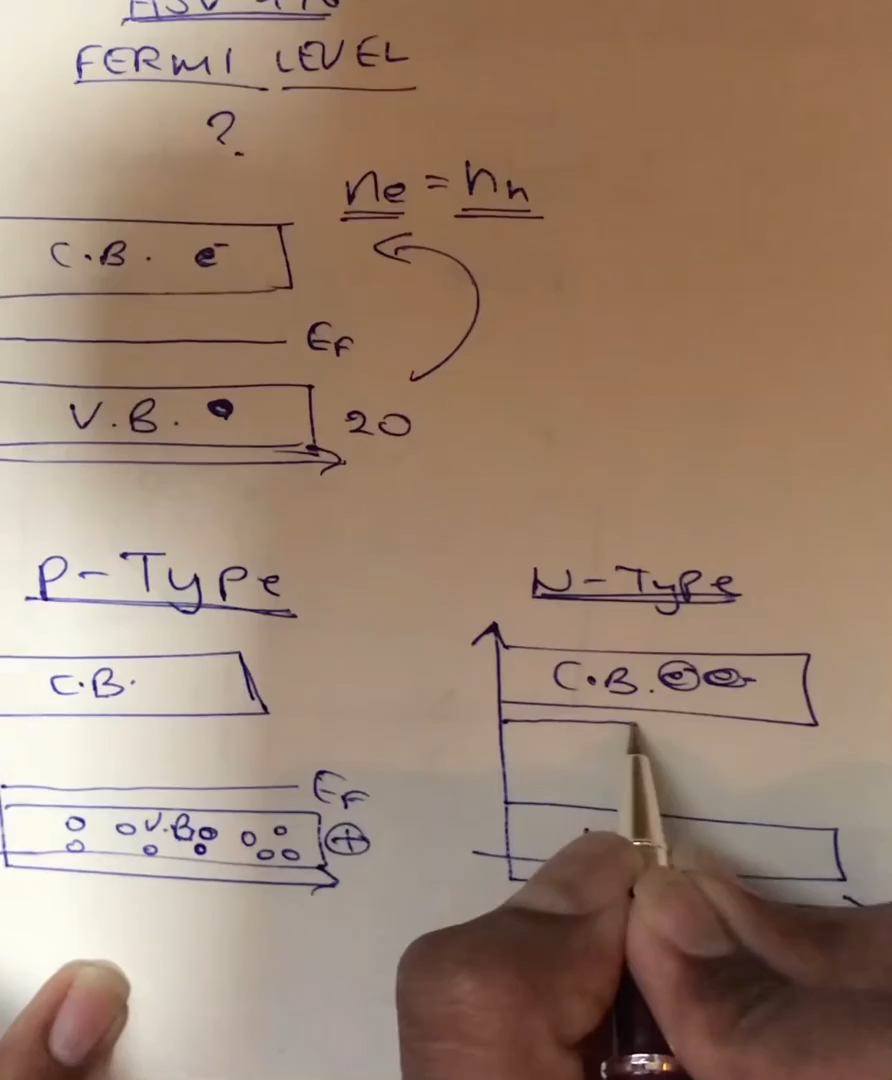 FERMI LEVEL
?
ne = nh
C.B. e-
EF
V.B. 20
P-Type
N-Type
C.B.
C.B. e- e-
EF
V.B. +